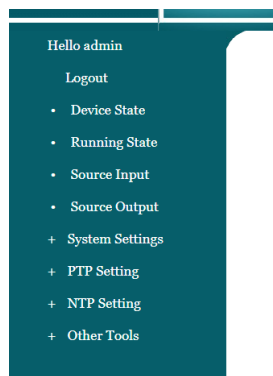 Hello admin
Logout
• Device State
• Running State
• Source Input
• Source Output
+ System Settings
+ PTP Setting
+ NTP Setting
+ Other Tools